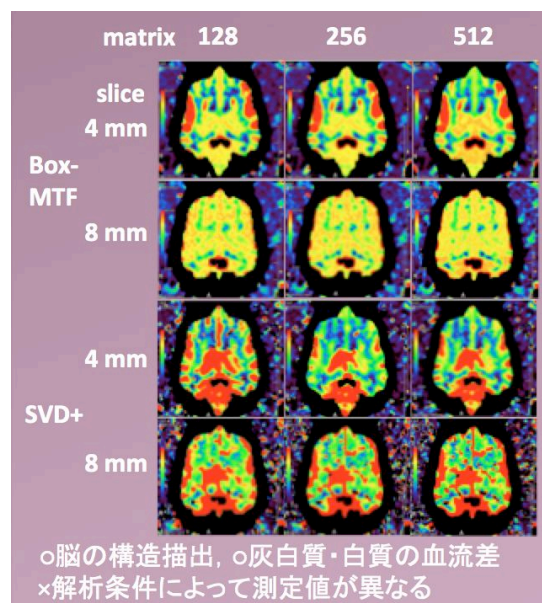 matrix 128 256 512
slice
4 mm
Box-
MTF
8 mm
4 mm
SVD+
8 mm
○脳の構造描出, ○灰白質・白質の血流差
×解析条件によって測定値が異なる